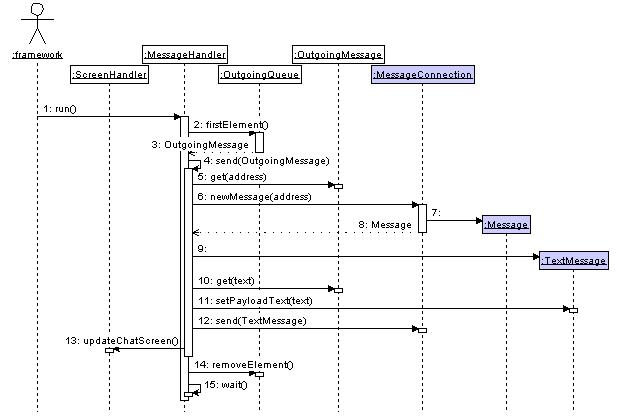 :framework
:MessageHandler
:OutgoingMessage
:ScreenHandler
:OutgoingQueue
:MessageConnection
1: run()
2: firstElement()
3: OutgoingMessage
4: send(OutgoingMessage)
5: get(address)
6: newMessage(address)
7:
8: Message
:Message
9:
:TextMessage
10: get(text)
11: setPayloadText(text)
12: send(TextMessage)
13: updateChatScreen()
14: removeElement()
15: wait()